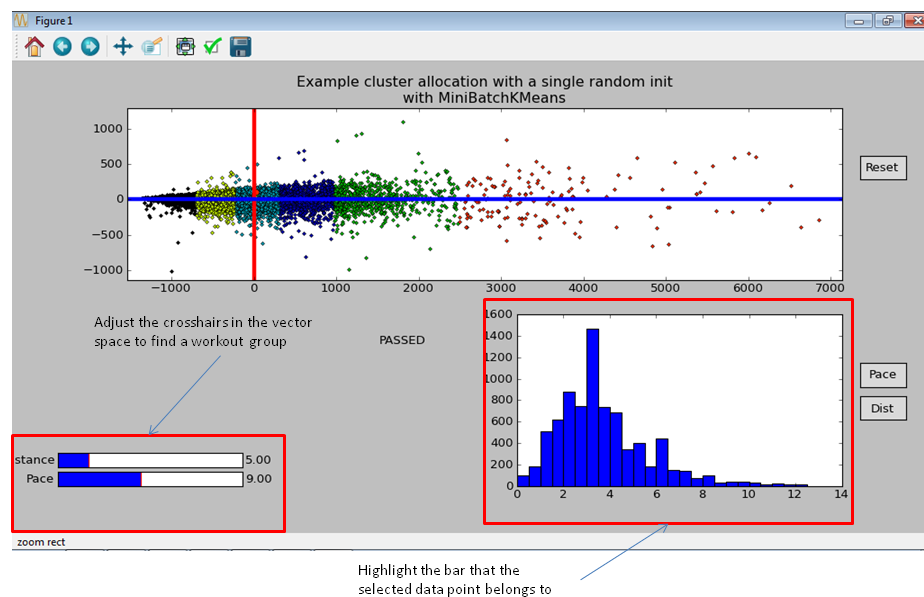 Figure 1
Example cluster allocation with a single random init
with MiniBatchKMeans
1000
500
0
−500
−1000
−1000 0 1000 2000 3000 4000 5000 6000 7000
Reset
Adjust the crosshairs in the vector
space to find a workout group
PASSED
1600
1400
1200
1000
800
600
400
200
0
0 2 4 6 8 10 12 14
Pace
Dist
stance 5.00
Pace 9.00
zoom rect
Highlight the bar that the
selected data point belongs to